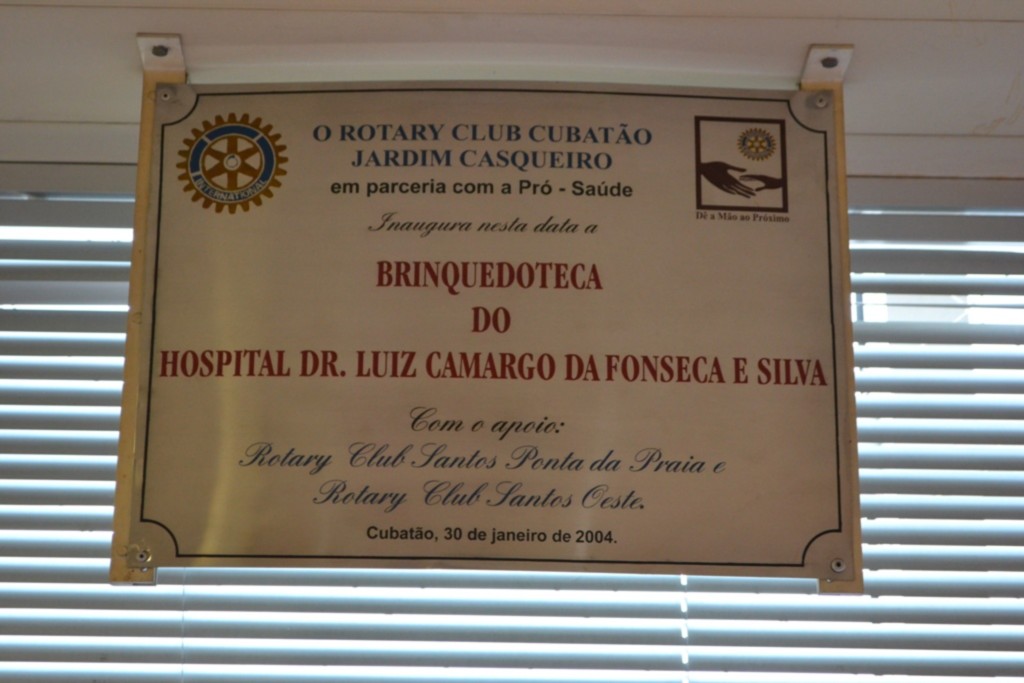 O ROTARY CLUB CUBATÃO
JARDIM CASQUEIRO
em parceria com a Pró - Saúde
Inaugura nesta data a
BRINQUEDOTECA
DO
HOSPITAL DR. LUIZ CAMARGO DA FONSECA E SILVA
Com o apoio:
Rotary Club Santos Ponta da Praia e
Rotary Club Santos Oeste.
Cubatão, 30 de janeiro de 2004.
INTERNATIONAL
Dê a Mão ao Próximo